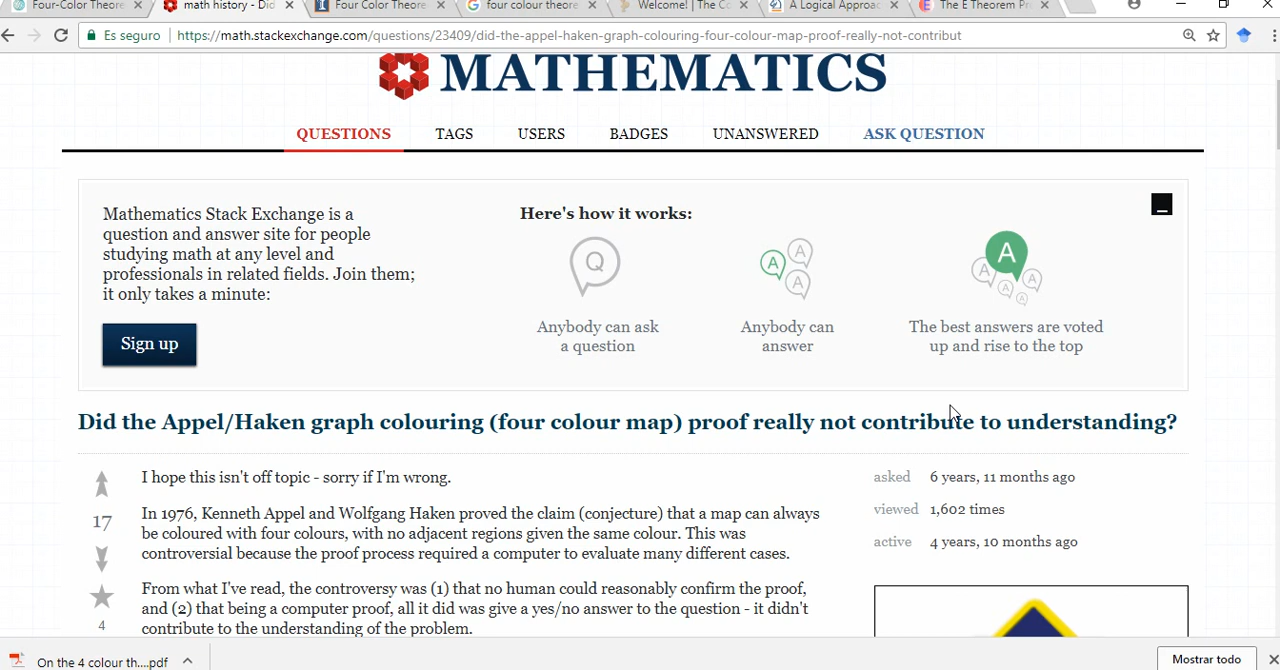 Four-Color Theore
math history - Did
Four Color Theore
four colour theore
Welcome! | The Co
A Logical Approac
The E Theorem Pr
Es seguro
https://math.stackexchange.com/questions/23409/did-the-appel-haken-graph-colouring-four-colour-map-proof-really-not-contribut
MATHEMATICS
QUESTIONS TAGS USERS BADGES UNANSWERED ASK QUESTION
Mathematics Stack Exchange is a
question and answer site for people
studying math at any level and
professionals in related fields. Join them;
it only takes a minute:
Sign up
Here's how it works:
Q
A A A
A A A A A
Anybody can ask
a question
Anybody can
answer
The best answers are voted
up and rise to the top
Did the Appel/Haken graph colouring (four colour map) proof really not contribute to understanding?
17
4
I hope this isn't off topic - sorry if I'm wrong.
In 1976, Kenneth Appel and Wolfgang Haken proved the claim (conjecture) that a map can always
be coloured with four colours, with no adjacent regions given the same colour. This was
controversial because the proof process required a computer to evaluate many different cases.
From what I've read, the controversy was (1) that no human could reasonably confirm the proof,
and (2) that being a computer proof, all it did was give a yes/no answer to the question - it didn't
contribute to the understanding of the problem.
asked 6 years, 11 months ago
viewed 1,602 times
active 4 years, 10 months ago
On the 4 colour th....pdf
Mostrar todo